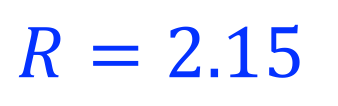 R = 2.15